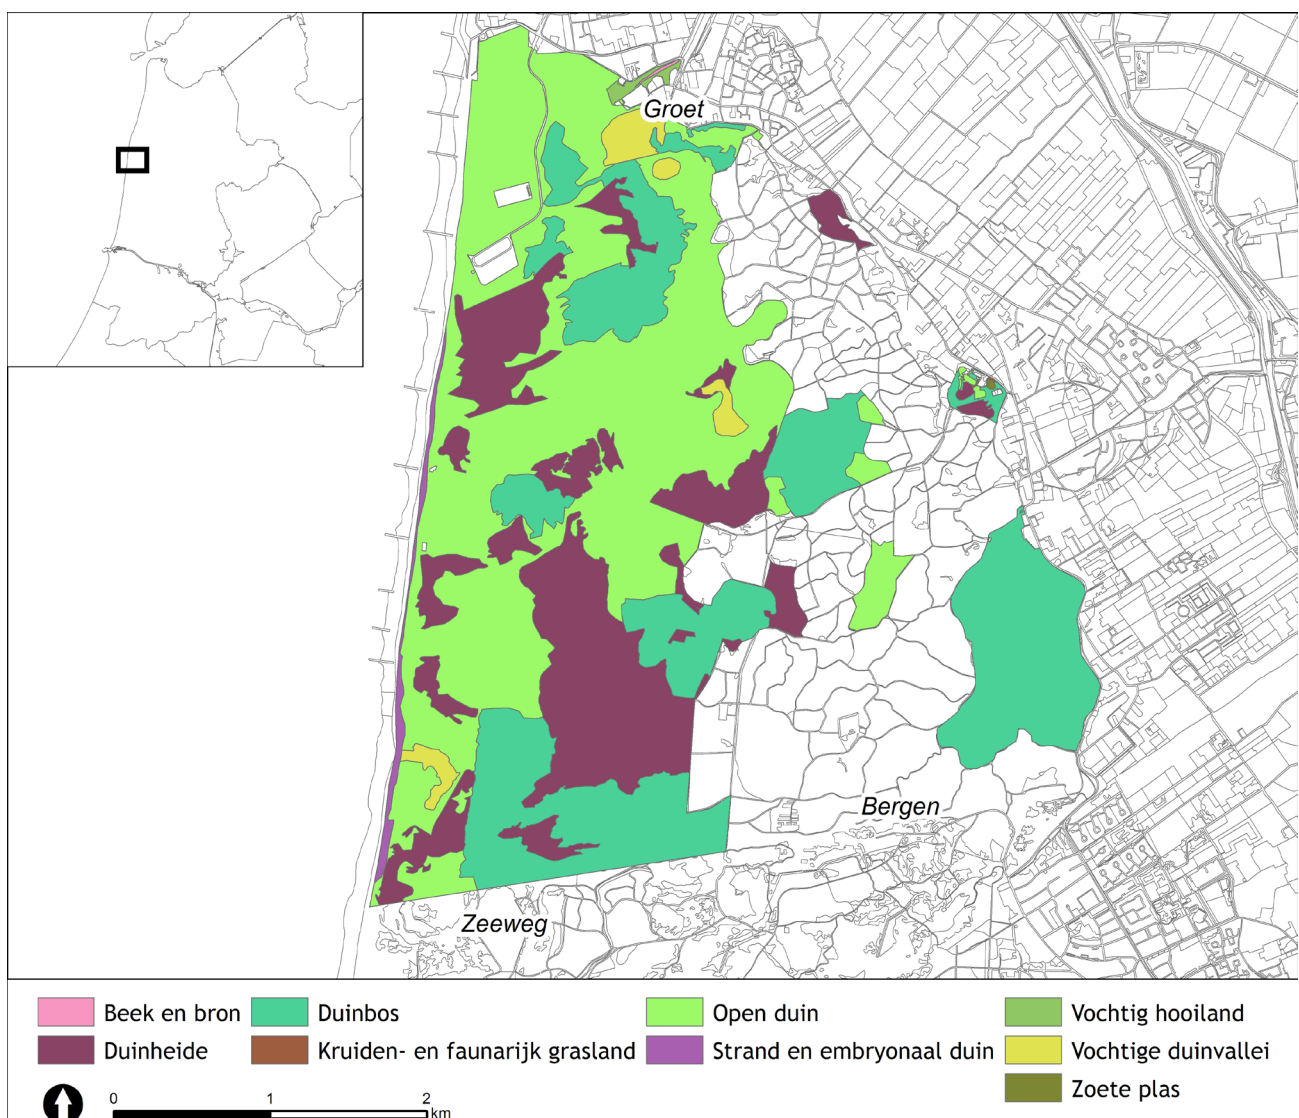 Groet
Bergen
Zeeweg
Beek en bron
Duinbos
Open duin
Vochtig hooiland
Duinheide
Kruiden- en faunarijk grasland
Strand en embryonaal duin
Vochtige duinvallei
Zoete plas
0 1 2
km